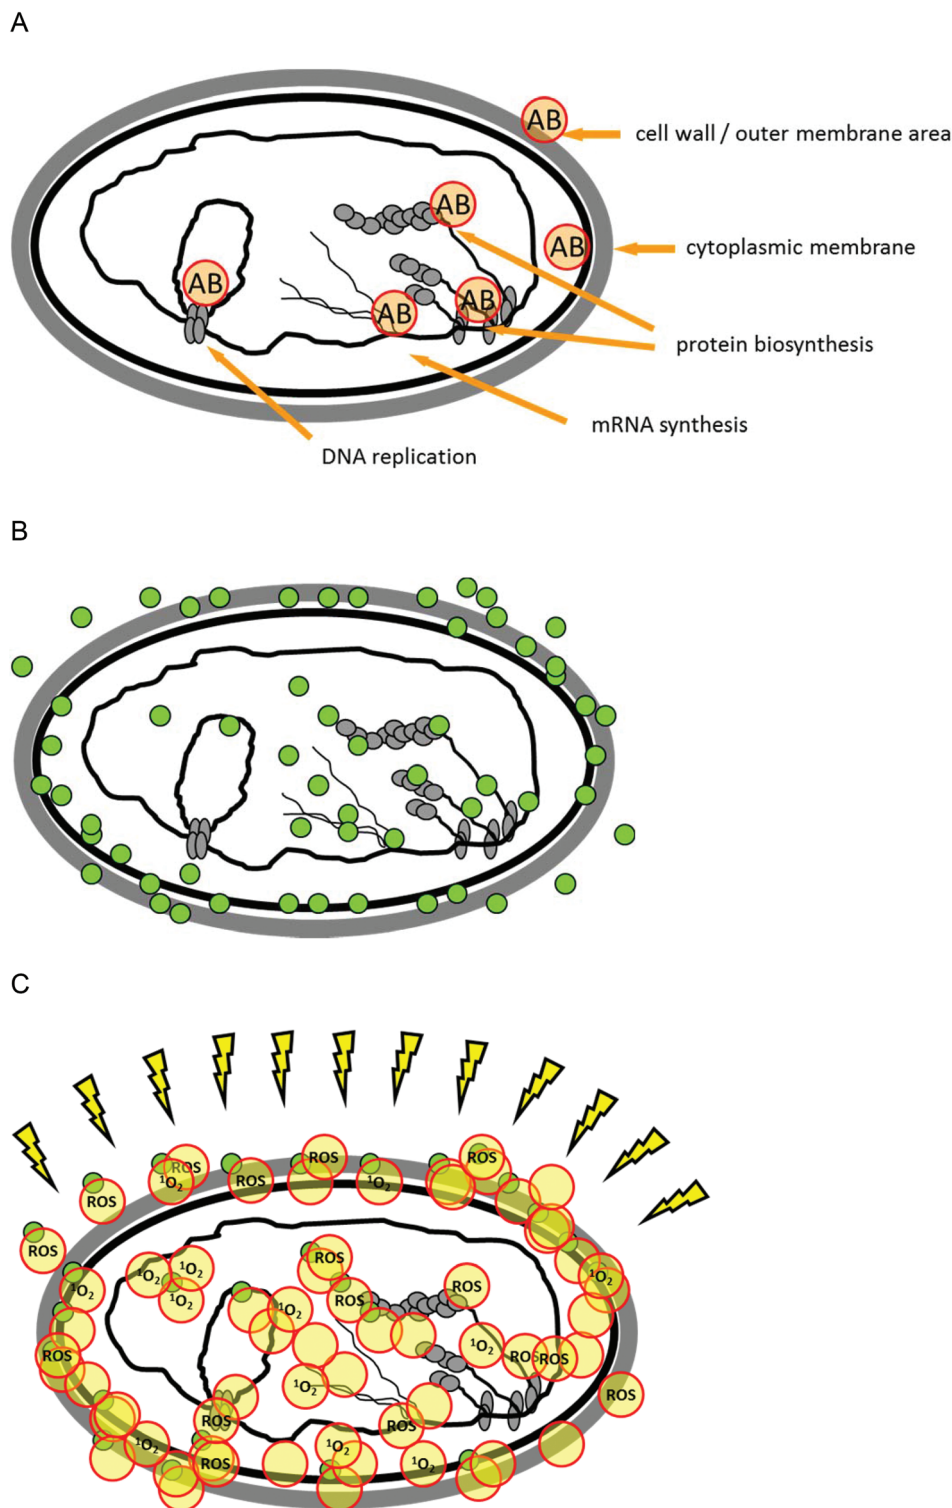 A
AB
cell wall / outer membrane area
AB
AB
cytoplasmic membrane
AB
AB
AB
protein biosynthesis
mRNA synthesis
DNA replication
B
C
ROS
ROS
ROS
¹O₂
ROS
¹O₂
ROS
ROS
ROS
¹O₂
¹O₂
¹O₂
¹O₂
ROS
ROS
¹O₂
¹O₂
ROS
¹O₂
ROS
ROS
ROS
¹O₂
ROS
ROS
ROS
¹O₂
¹O₂
ROS
¹O₂